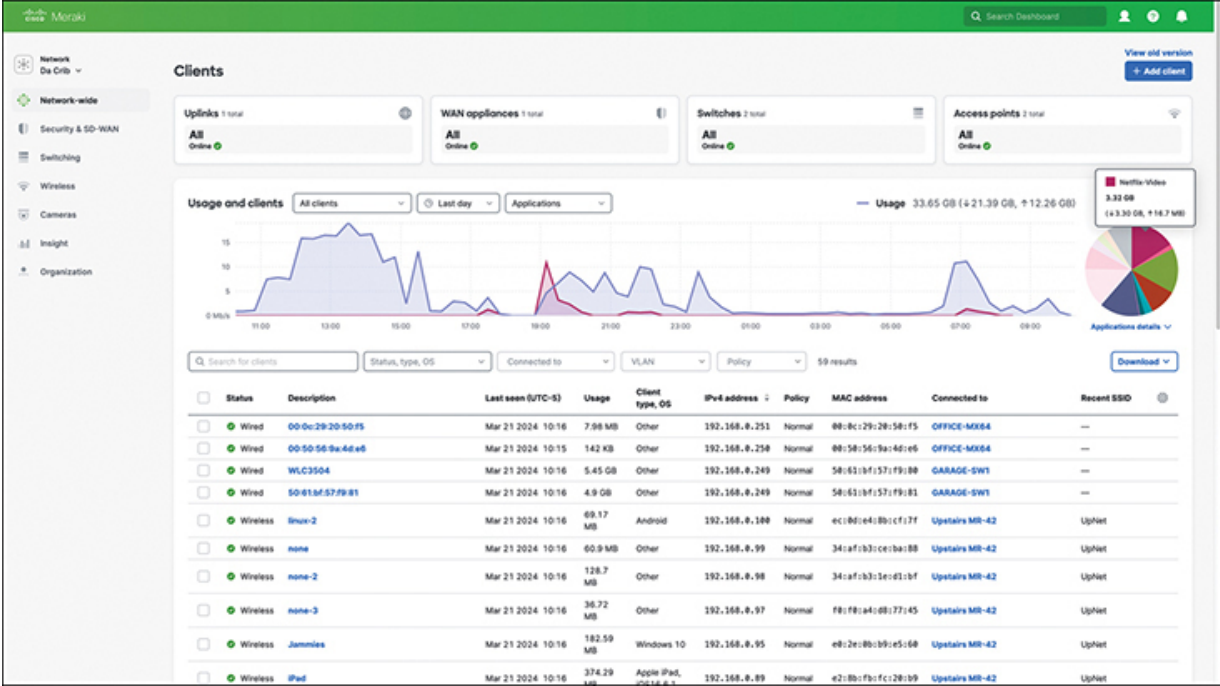 CISCO Meraki
Search Dashboard
Network
Da Crib
Network-wide
Security & SD-WAN
Switching
Wireless
Cameras
Insight
Organization
View old version
Clients
+ Add client
Uplinks 1 total
All
Online
WAN appliances 1 total
All
Online
Switches 2 total
All
Online
Access points 2 total
All
Online
Netflix-Video
3.32 GB
(↓3.30 GB, ↑18.7 MB)
Usage and clients All clients Last day Applications Usage 33.65 GB (↓21.39 GB, ↑12.26 GB)
15
10
5
0 Mb/s
11:00 13:00 15:00 17:00 19:00 21:00 23:00 01:00 03:00 05:00 07:00 09:00
Applications details
Search for clients Status, type, OS Connected to VLAN Policy 59 results Download
Status Description Last seen (UTC-5) Usage Client type, OS IPv4 address Policy MAC address Connected to Recent SSID
Wired 00:0c:29:20:50:f5 Mar 21 2024 10:16 7.98 MB Other 192.168.0.251 Normal 00:0c:29:20:50:f5 OFFICE-MX64 —
Wired 00:50:56:9a:4d:e6 Mar 21 2024 10:15 142 KB Other 192.168.0.250 Normal 00:50:56:9a:4d:e6 OFFICE-MX64 —
Wired WLC3504 Mar 21 2024 10:16 5.45 GB Other 192.168.0.249 Normal 50:61:bf:57:f9:80 GARAGE-SW1 —
Wired 50:61:bf:57:f9:81 Mar 21 2024 10:16 4.9 GB Other 192.168.0.249 Normal 50:61:bf:57:f9:81 GARAGE-SW1 —
Wireless linux-2 Mar 21 2024 10:16 69.17 MB Android 192.168.0.100 Normal ec:0d:e4:8b:cf:7f Upstairs MR-42 UpNet
Wireless none Mar 21 2024 10:16 60.9 MB Other 192.168.0.99 Normal 34:af:b3:ce:ba:88 Upstairs MR-42 UpNet
Wireless none-2 Mar 21 2024 10:16 128.7 MB Other 192.168.0.98 Normal 34:af:b3:1e:d1:bf Upstairs MR-42 UpNet
Wireless none-3 Mar 21 2024 10:16 36.72 MB Other 192.168.0.97 Normal f0:f0:a4:d8:77:45 Upstairs MR-42 UpNet
Wireless Jammies Mar 21 2024 10:16 182.59 MB Windows 10 192.168.0.95 Normal e0:2e:0b:b9:e5:60 Upstairs MR-42 UpNet
Wireless iPad Mar 21 2024 10:16 374.29 MB Apple iPad, 192.168.0.89 Normal e2:8b:fb:fc:20:b9 Upstairs MR-42 UpNet